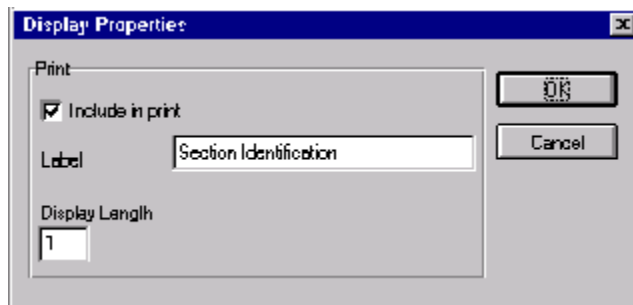 Display Properties
Print
Include in print
OK
Label
Section Identification
Cancel
Display Length
1